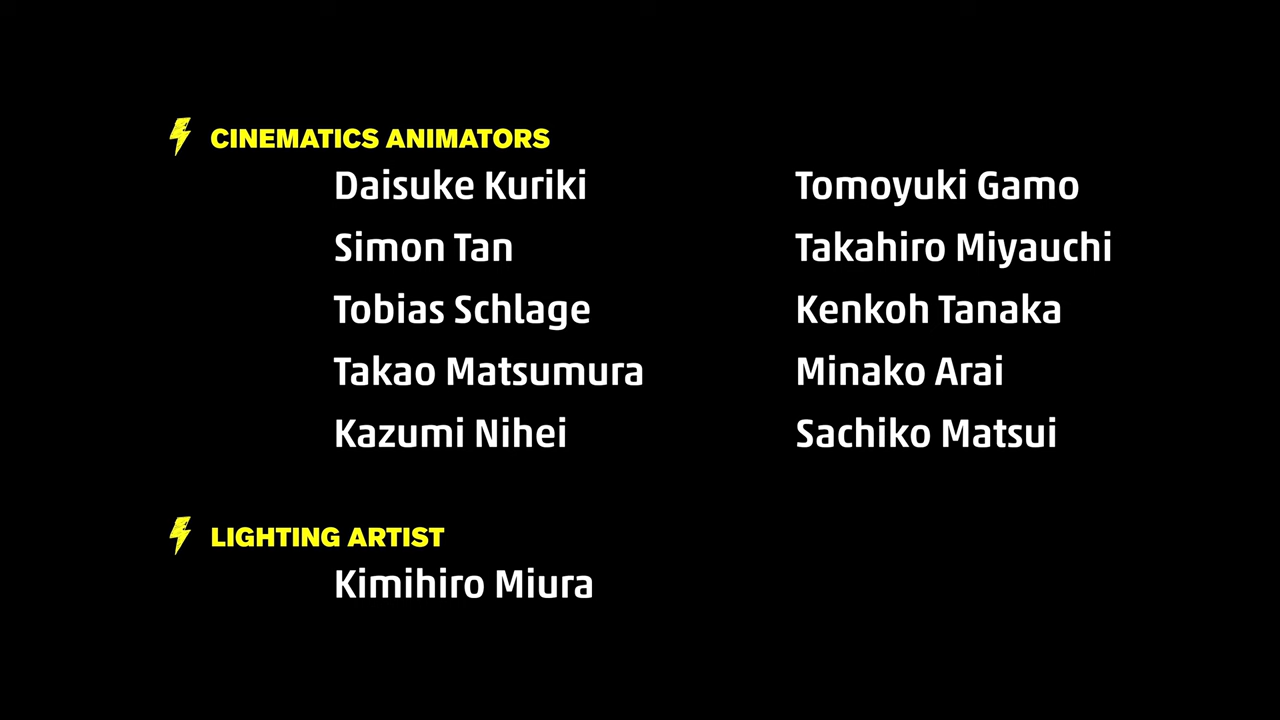 CINEMATICS ANIMATORS
Daisuke Kuriki Tomoyuki Gamo
Simon Tan Takahiro Miyauchi
Tobias Schlage Kenkoh Tanaka
Takao Matsumura Minako Arai
Kazumi Nihei Sachiko Matsui
LIGHTING ARTIST
Kimihiro Miura